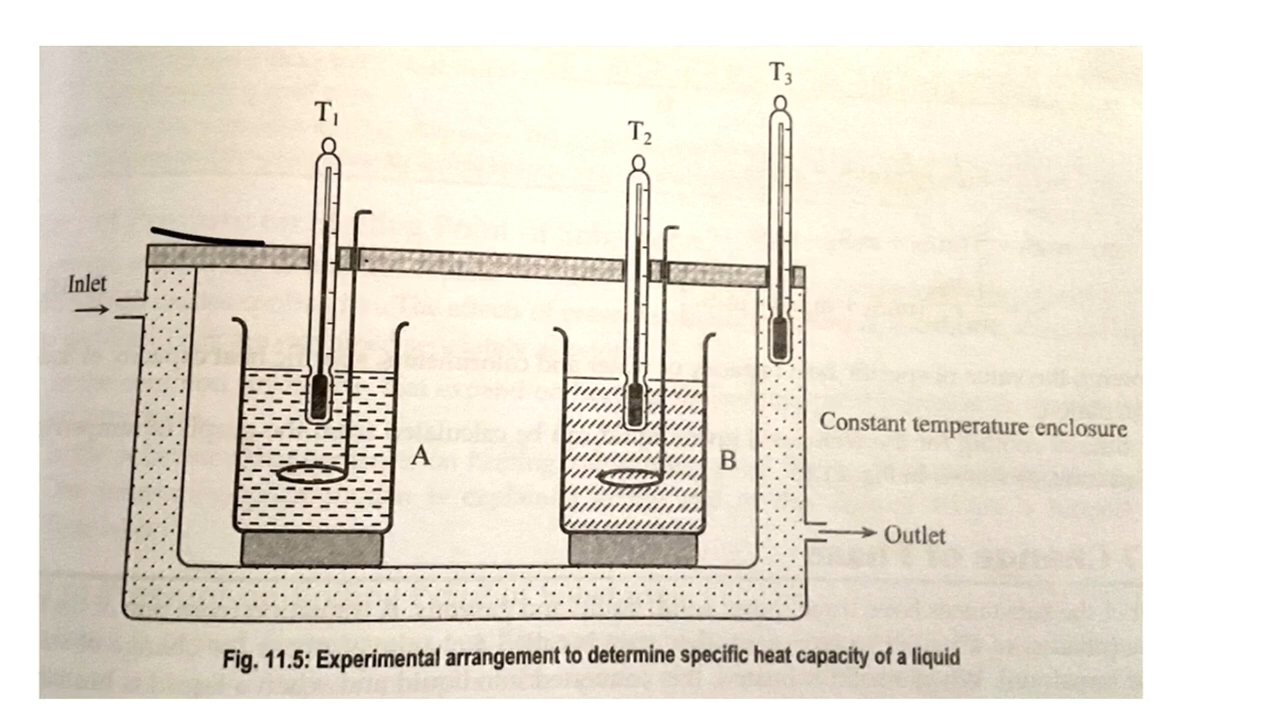 T3
T1
T2
Inlet
A
B
Constant temperature enclosure
Outlet
Fig. 11.5: Experimental arrangement to determine specific heat capacity of a liquid